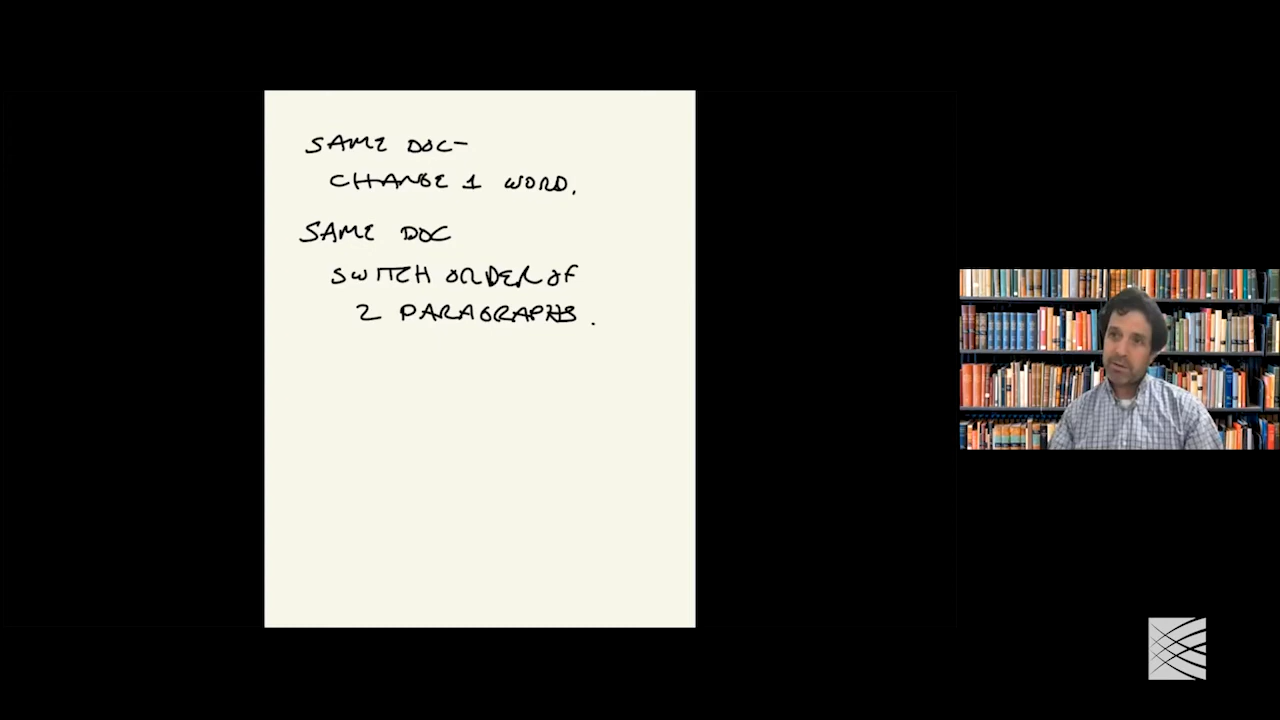 SAME DOC-
CHANGE 1 WORD.
SAME DOC
SWITCH ORDER OF
2 PARAGRAPHS.